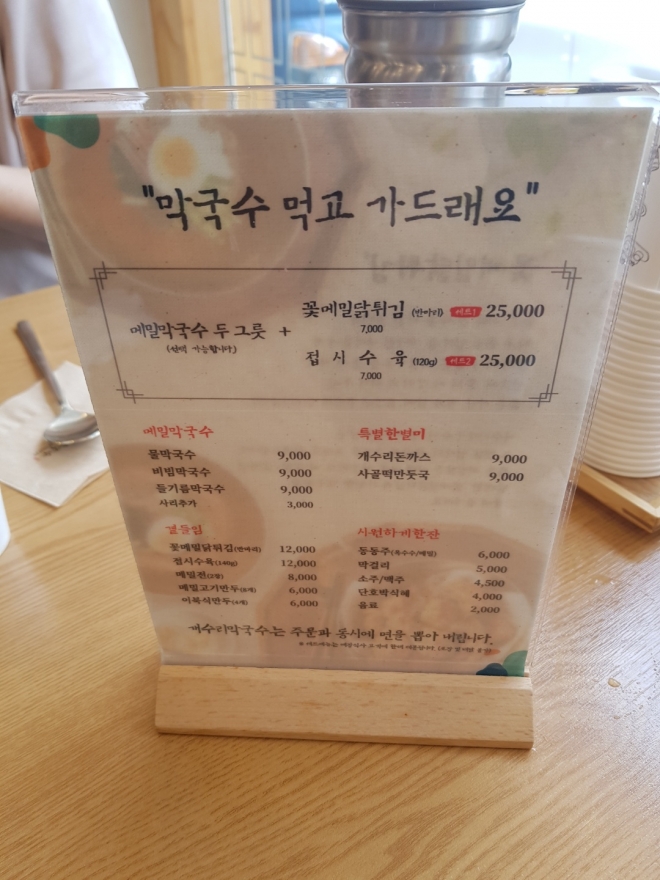 "막국수 먹고 가드래요"
메밀막국수 두 그릇 +
(선택 가능합니다)
꽃메밀닭튀김 (반마리) 세트1 25,000
7,000
접시수육 (120g) 세트2 25,000
7,000
메밀막국수
물막국수 9,000
비빔막국수 9,000
들기름막국수 9,000
사리추가 3,000
특별한별미
개수리돈까스 9,000
사골떡만둣국 9,000
곁들임
꽃메밀닭튀김(반마리) 12,000
접시수육(140g) 12,000
메밀전(2장) 8,000
메밀고기만두(8개) 6,000
이북식만두(4개) 6,000
시원하게한잔
동동주(옥수수/메밀) 6,000
막걸리 5,000
소주/맥주 4,500
단호박식혜 4,000
음료 2,000
개수리막국수는 주문과 동시에 면을 뽑아 내립니다.